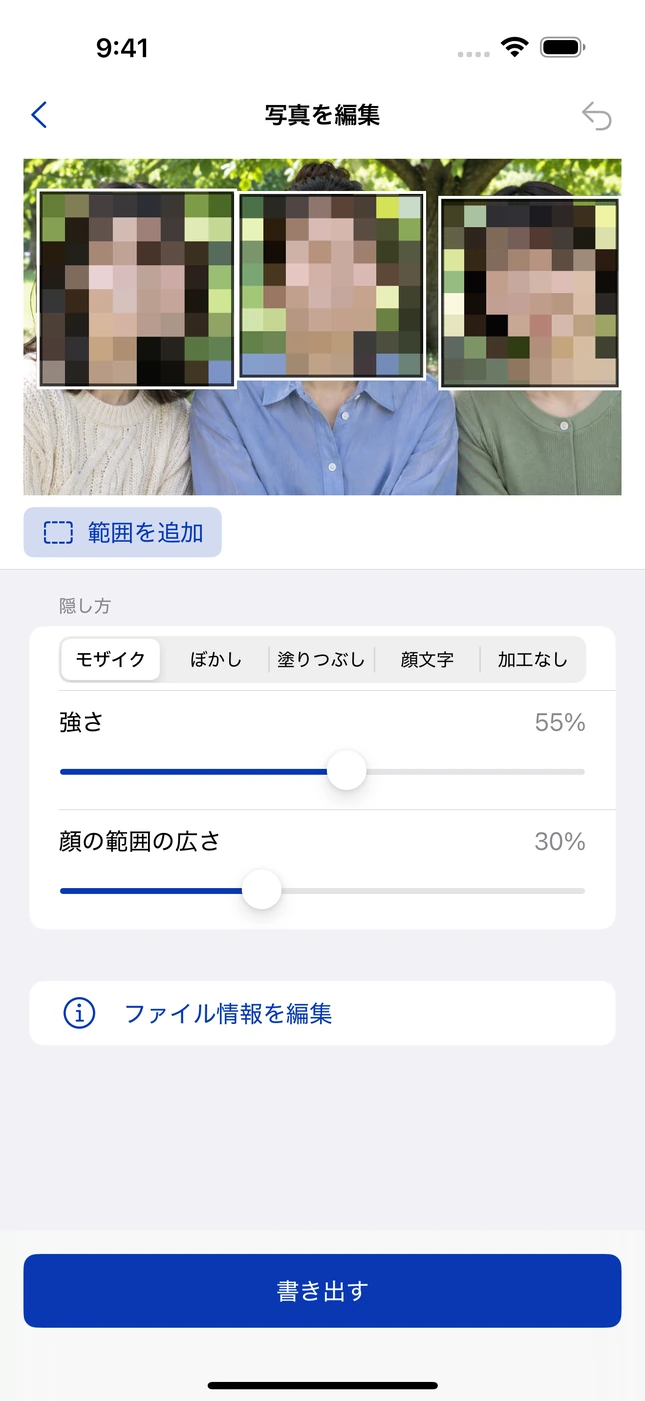 9:41
写真を編集
範囲を追加
隠し方
モザイク ぼかし 塗りつぶし 顔文字 加工なし
強さ 55%
顔の範囲の広さ 30%
ファイル情報を編集
書き出す